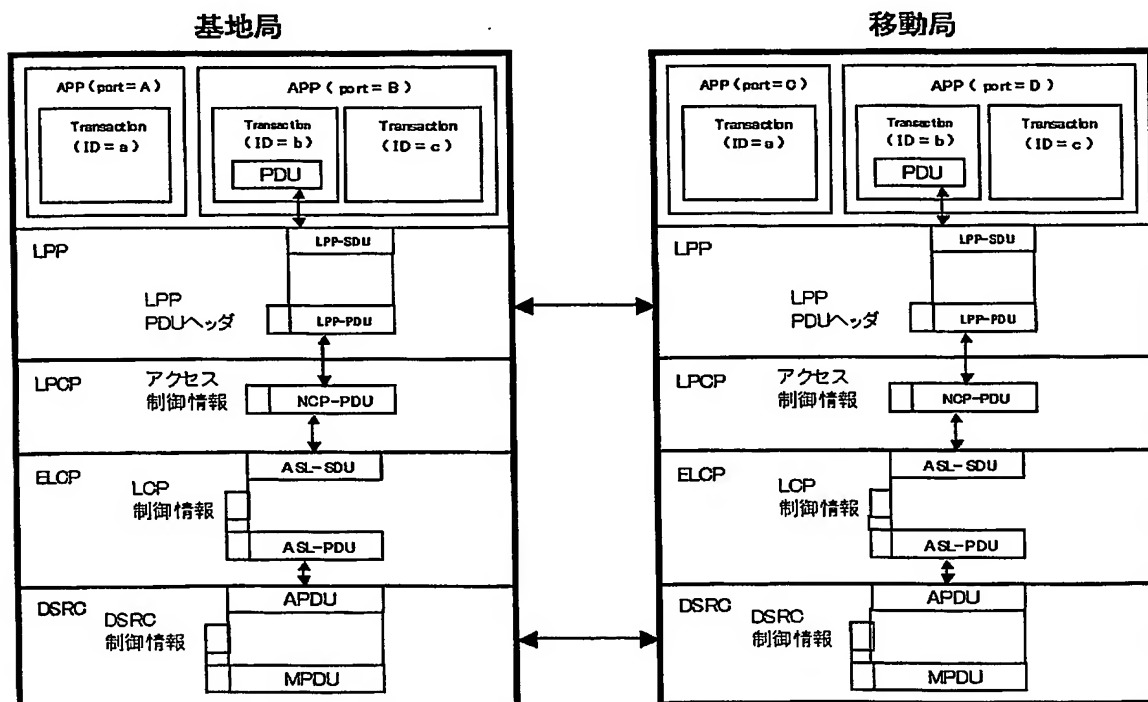 基地局
APP (port=A)
Transaction
(ID=a)
APP (port=B)
Transaction
(ID=b)
PDU
Transaction
(ID=c)
LPP
LPP-SDU
LPP
PDUヘッダ
LPP-PDU
LPCP
アクセス
制御情報
NCP-PDU
ELCP
ASL-SDU
LCP
制御情報
ASL-PDU
DSRC
APDU
DSRC
制御情報
MPDU
移動局
APP (port=C)
Transaction
(ID=a)
APP (port=D)
Transaction
(ID=b)
PDU
Transaction
(ID=c)
LPP
LPP-SDU
LPP
PDUヘッダ
LPP-PDU
LPCP
アクセス
制御情報
NCP-PDU
ELCP
ASL-SDU
LCP
制御情報
ASL-PDU
DSRC
APDU
DSRC
制御情報
MPDU